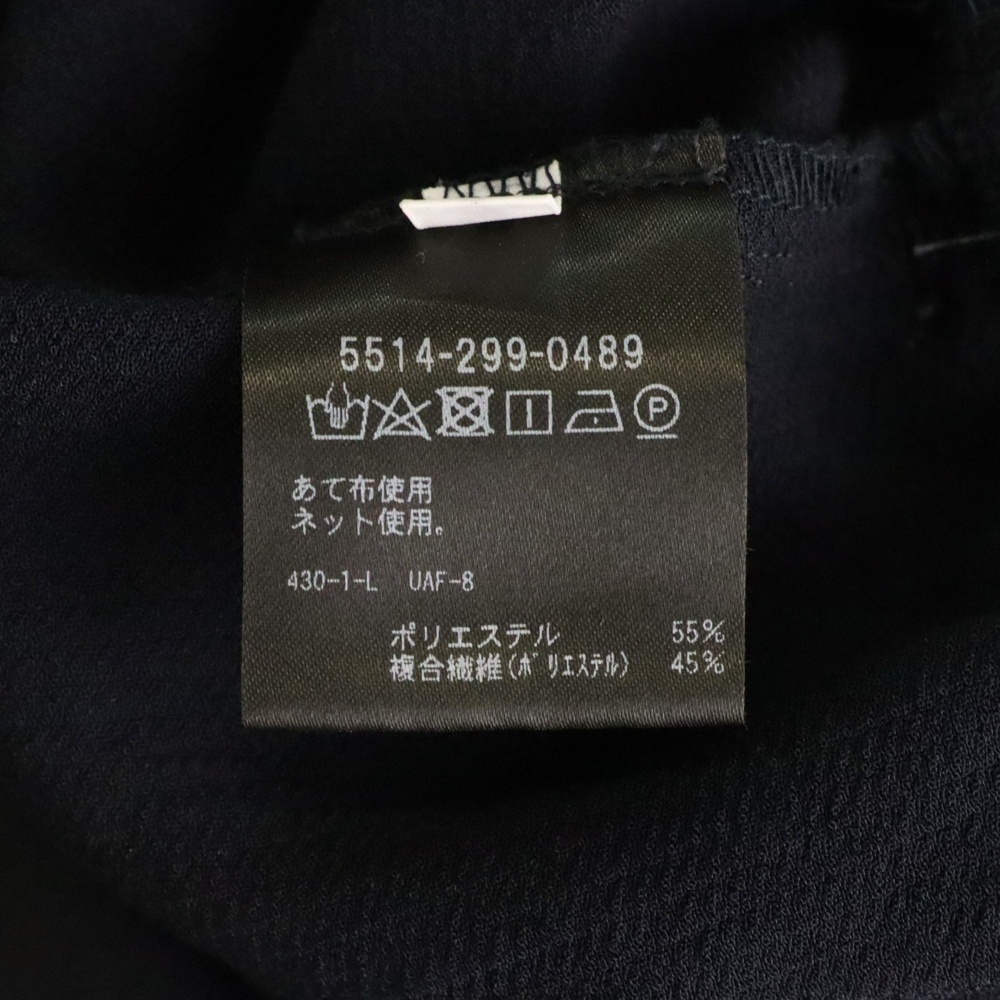 5514-299-0489
P
あて布使用
ネット使用。
430-1-L UAF-8
ポリエステル 55%
複合繊維(ポリエステル) 45%